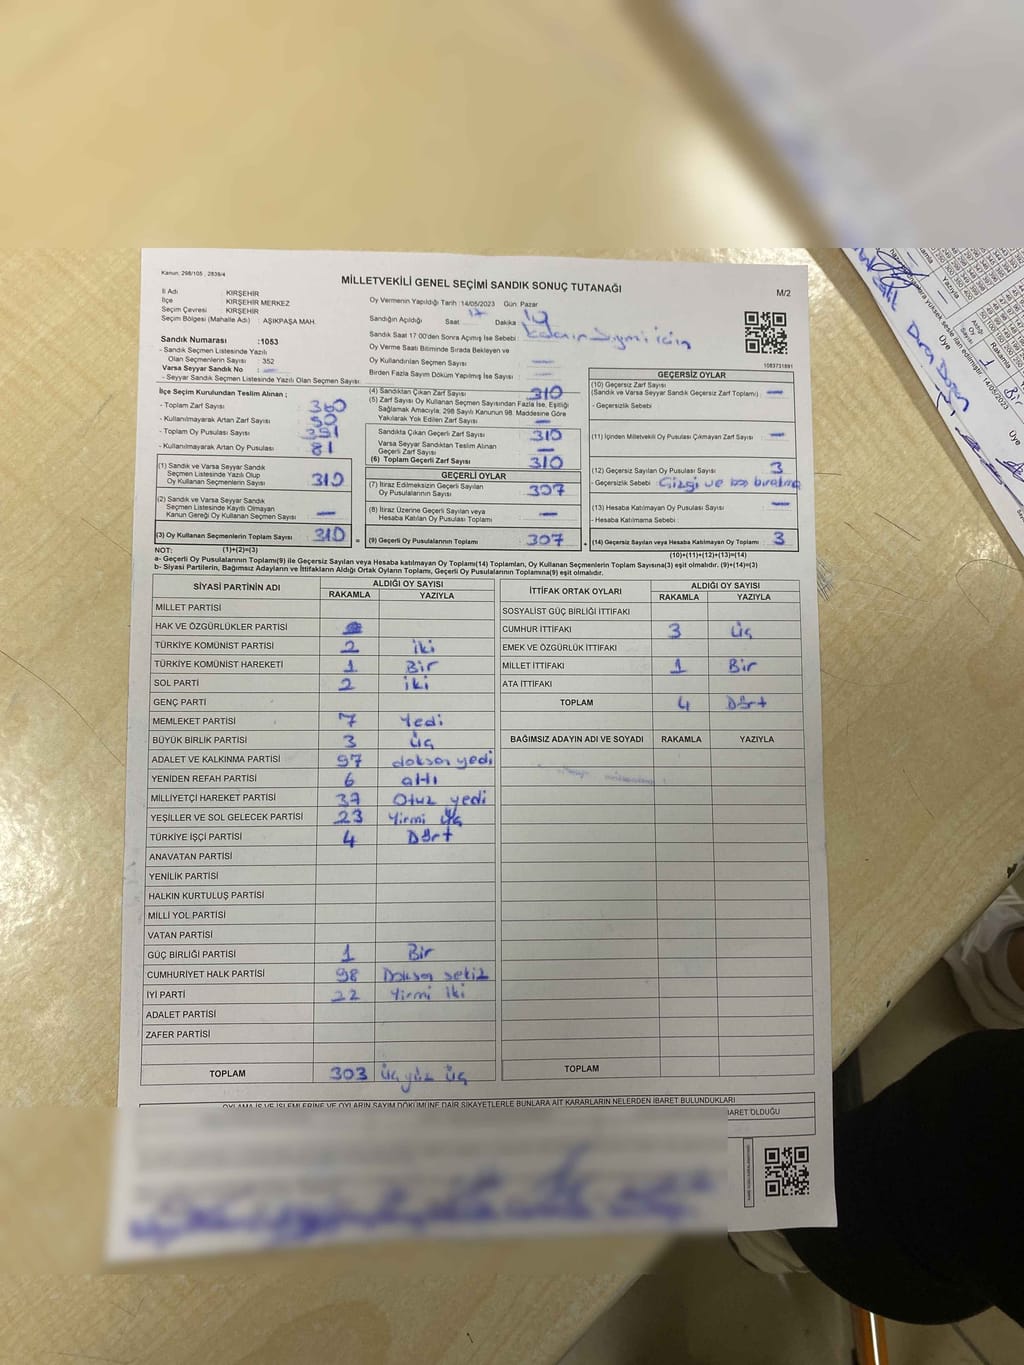 Kanun, 298/105 , 2839/4
MİLLETVEKİLİ GENEL SEÇİMİ SANDIK SONUÇ TUTANAĞI
M/2
İl Adı : KIRŞEHİR
İlçe : KIRŞEHİR MERKEZ
Seçim Çevresi : KIRŞEHİR
Seçim Bölgesi (Mahalle Adı) : AŞIKPAŞA MAH.
Oy Vermenin Yapıldığı Tarih :14/05/2023 Gün: Pazar
Sandığın Açıldığı Saat : 17 Dakika :
Sandık Saat 17:00'den Sonra Açılmış İse Sebebi : için
Oy Verme Saati Bitiminde Sırada Bekleyen ve
Oy Kullandırılan Seçmen Sayısı : —
Birden Fazla Sayım Döküm Yapılmış İse Sayısı : —
1083731891
Sandık Numarası :1053
- Sandık Seçmen Listesinde Yazılı
Olan Seçmenlerin Sayısı : 352
Varsa Seyyar Sandık No : —
- Seyyar Sandık Seçmen Listesinde Yazılı Olan Seçmen Sayısı:
İlçe Seçim Kurulundan Teslim Alınan ;
- Toplam Zarf Sayısı : 360
- Kullanılmayarak Artan Zarf Sayısı : 50
- Toplam Oy Pusulası Sayısı : 391
- Kullanılmayarak Artan Oy Pusulası : 81
(1) Sandık ve Varsa Seyyar Sandık
Seçmen Listesinde Yazılı Olup
Oy Kullanan Seçmenlerin Sayısı : 310
(2) Sandık ve Varsa Seyyar Sandık
Seçmen Listesinde Kayıtlı Olmayan
Kanun Gereği Oy Kullanan Seçmen Sayısı : —
(3) Oy Kullanan Seçmenlerin Toplam Sayısı : 310 =
(1)+(2)=(3)
(4) Sandıktan Çıkan Zarf Sayısı : 310
(5) Zarf Sayısı Oy Kullanan Seçmen Sayısından Fazla İse, Eşitliği
Sağlamak Amacıyla, 298 Sayılı Kanunun 98. Maddesine Göre
Yakılarak Yok Edilen Zarf Sayısı : —
Sandıkta Çıkan Geçerli Zarf Sayısı : 310
Varsa Seyyar Sandıktan Teslim Alınan
Geçerli Zarf Sayısı : —
(6) Toplam Geçerli Zarf Sayısı : 310
GEÇERLİ OYLAR
(7) İtiraz Edilmeksizin Geçerli Sayılan
Oy Pusulalarının Sayısı : 307
(8) İtiraz Üzerine Geçerli Sayılan veya
Hesaba Katılan Oy Pusulası Toplamı : —
(9) Geçerli Oy Pusulalarının Toplamı : 307 +
GEÇERSİZ OYLAR
(10) Geçersiz Zarf Sayısı
(Sandık ve Varsa Seyyar Sandık Geçersiz Zarf Toplamı) : —
- Geçersizlik Sebebi :
(11) İçinden Milletvekili Oy Pusulası Çıkmayan Zarf Sayısı : —
(12) Geçersiz Sayılan Oy Pusulası Sayısı : 3
- Geçersizlik Sebebi : Çizgi ve boş bırakma
(13) Hesaba Katılmayan Oy Pusulası Sayısı : —
- Hesaba Katılmama Sebebi :
(14) Geçersiz Sayılan veya Hesaba Katılmayan Oy Toplamı : 3
(10)+(11)+(12)+(13)=(14)
NOT:
a- Geçerli Oy Pusulalarının Toplamı(9) ile Geçersiz Sayılan veya Hesaba katılmayan Oy Toplamı(14) Toplamları, Oy Kullanan Seçmenlerin Toplam Sayısına(3) eşit olmalıdır. (9)+(14)=(3)
b- Siyasi Partilerin, Bağımsız Adayların ve İttifakların Aldığı Ortak Oyların Toplamı, Geçerli Oy Pusulalarının Toplamına(9) eşit olmalıdır.
SİYASİ PARTİNİN ADI ALDIĞI OY SAYISI
RAKAMLA YAZIYLA
MİLLET PARTİSİ
HAK VE ÖZGÜRLÜKLER PARTİSİ
TÜRKİYE KOMÜNİST PARTİSİ 2 iki
TÜRKİYE KOMÜNİST HAREKETİ 1 Bir
SOL PARTİ 2 iki
GENÇ PARTİ
MEMLEKET PARTİSİ 7 Yedi
BÜYÜK BİRLİK PARTİSİ 3 üç
ADALET VE KALKINMA PARTİSİ 97 doksan yedi
YENİDEN REFAH PARTİSİ 6 altı
MİLLİYETÇİ HAREKET PARTİSİ 37 Otuz yedi
YEŞİLLER VE SOL GELECEK PARTİSİ 23 Yirmi üç
TÜRKİYE İŞÇİ PARTİSİ 4 Dört
ANAVATAN PARTİSİ
YENİLİK PARTİSİ
HALKIN KURTULUŞ PARTİSİ
MİLLİ YOL PARTİSİ
VATAN PARTİSİ
GÜÇ BİRLİĞİ PARTİSİ 1 Bir
CUMHURİYET HALK PARTİSİ 98 Doksan sekiz
İYİ PARTİ 22 Yirmi iki
ADALET PARTİSİ
ZAFER PARTİSİ
TOPLAM 303 üç yüz üç
İTTİFAK ORTAK OYLARI ALDIĞI OY SAYISI
RAKAMLA YAZIYLA
SOSYALİST GÜÇ BİRLİĞİ İTTİFAKI
CUMHUR İTTİFAKI 3 üç
EMEK VE ÖZGÜRLÜK İTTİFAKI
MİLLET İTTİFAKI 1 Bir
ATA İTTİFAKI
TOPLAM 4 Dört
BAĞIMSIZ ADAYIN ADI VE SOYADI RAKAMLA YAZIYLA
TOPLAM
OYLAMA İŞ VE İŞLEMLERİNE VE OYLARIN SAYIM DÖKÜMÜNE DAİR ŞİKAYETLERLE BUNLARA AİT KARARLARIN NELERDEN İBARET BULUNDUKLARI
İBARET OLDUĞU